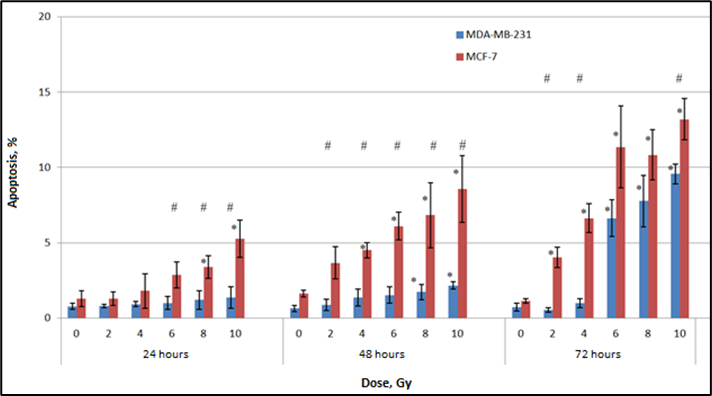 20
MDA-MB-231
MCF-7
# # #
15
* *
*
Apoptosis, %
10
* * *
# # # # #
* *
*
# # #
5
* *
* *
* *
0
0 2 4 6 8 10 0 2 4 6 8 10 0 2 4 6 8 10
24 hours 48 hours 72 hours
Dose, Gy